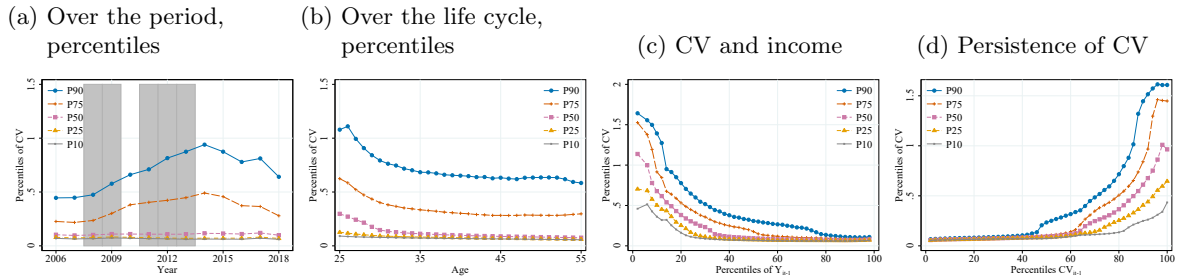 (a) Over the period,
percentiles
Percentiles of CV
1.5
1
.5
0
P90
P75
P50
P25
P10
2006
2009
2012
2015
2018
Year
(b) Over the life cycle,
percentiles
Percentiles of CV
1.5
1
.5
0
P90
P75
P50
P25
P10
25
35
45
55
Age
(c) CV and income
Percentiles of CV
2
1.5
1
.5
0
P90
P75
P50
P25
P10
0
20
40
60
80
100
Percentiles of Y it-1
(d) Persistence of CV
Percentiles of CV
1.5
1
.5
0
P90
P75
P50
P25
P10
0
20
40
60
80
100
Percentiles CV it-1